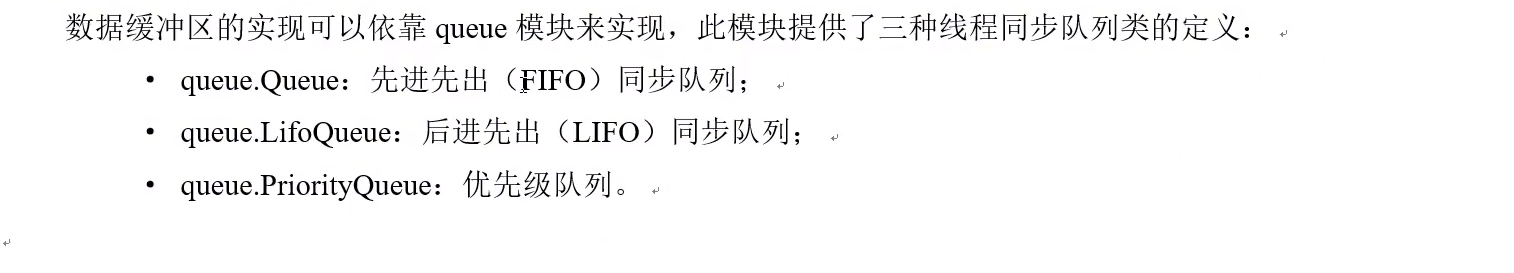 数据缓冲区的实现可以依靠 queue 模块来实现，此模块提供了三种线程同步队列类的定义：
• queue.Queue：先进先出（FIFO）同步队列；
• queue.LifoQueue：后进先出（LIFO）同步队列；
• queue.PriorityQueue：优先级队列。